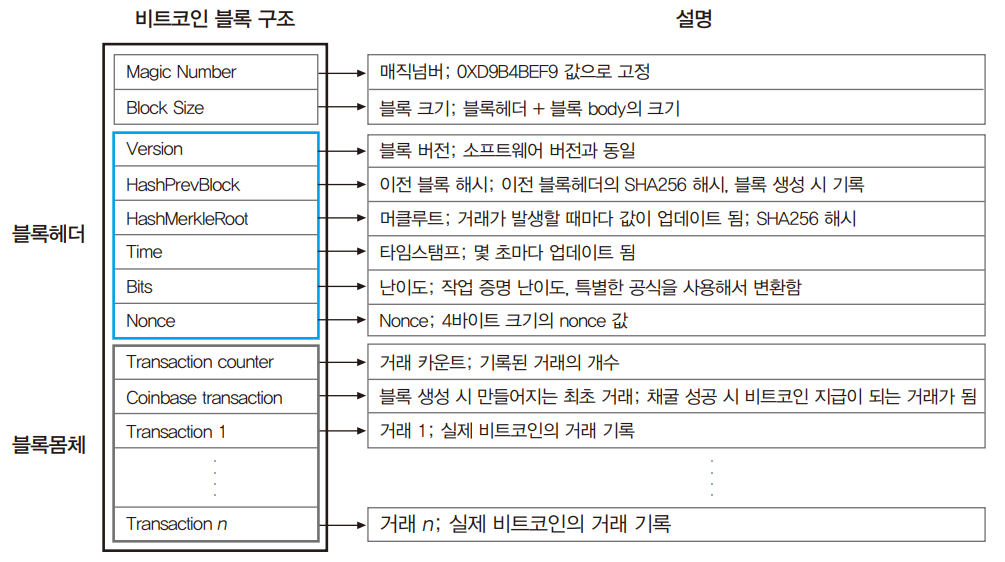 비트코인 블록 구조 설명
Magic Number 매직넘버; 0XD9B4BEF9 값으로 고정
Block Size 블록 크기; 블록헤더 + 블록 body의 크기
블록헤더
Version 블록 버전; 소프트웨어 버전과 동일
HashPrevBlock 이전 블록 해시; 이전 블록헤더의 SHA256 해시, 블록 생성 시 기록
HashMerkleRoot 머클루트; 거래가 발생할 때마다 값이 업데이트 됨; SHA256 해시
Time 타임스탬프; 몇 초마다 업데이트 됨
Bits 난이도; 작업 증명 난이도, 특별한 공식을 사용해서 변환함
Nonce Nonce; 4바이트 크기의 nonce 값
블록몸체
Transaction counter 거래 카운트; 기록된 거래의 개수
Coinbase transaction 블록 생성 시 만들어지는 최초 거래; 채굴 성공 시 비트코인 지급이 되는 거래가 됨
Transaction 1 거래 1; 실제 비트코인의 거래 기록
Transaction n 거래 n; 실제 비트코인의 거래 기록